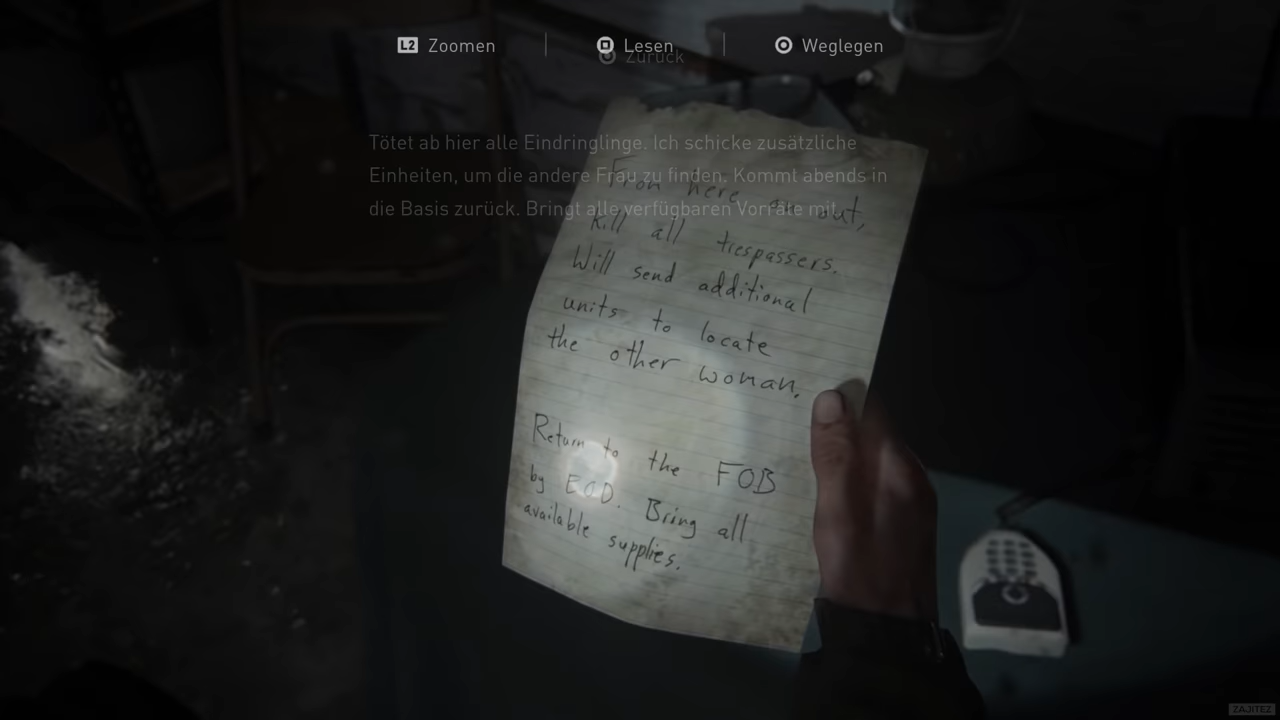 L2 Zoomen Lesen Weglegen
Zurück
Tötet ab hier alle Eindringlinge. Ich schicke zusätzliche
Einheiten, um die andere Frau zu finden. Kommt abends in
die Basis zurück. Bringt alle verfügbaren Vorräte mit.
From here on out,
kill all trespassers.
Will send additional
units to locate
the other woman.
Return to the FOB
by E.O.D. Bring all
available supplies.
ZAJITEZ